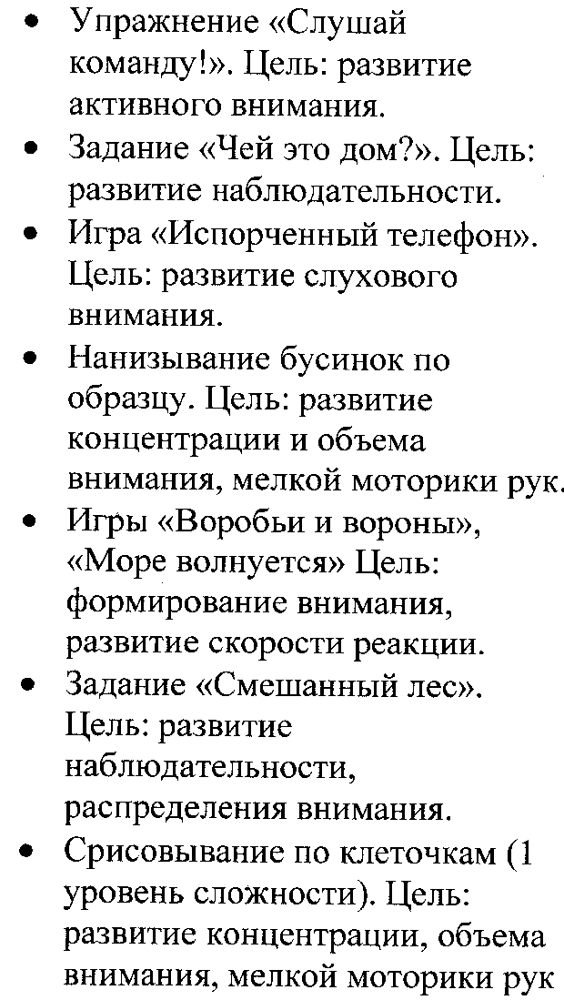 • Упражнение «Слушай
команду!». Цель: развитие
активного внимания.
• Задание «Чей это дом?». Цель:
развитие наблюдательности.
• Игра «Испорченный телефон».
Цель: развитие слухового
внимания.
• Нанизывание бусинок по
образцу. Цель: развитие
концентрации и объема
внимания, мелкой моторики рук.
• Игры «Воробьи и вороны»,
«Море волнуется» Цель:
формирование внимания,
развитие скорости реакции.
• Задание «Смешанный лес».
Цель: развитие
наблюдательности,
распределения внимания.
• Срисовывание по клеточкам (1
уровень сложности). Цель:
развитие концентрации, объема
внимания, мелкой моторики рук